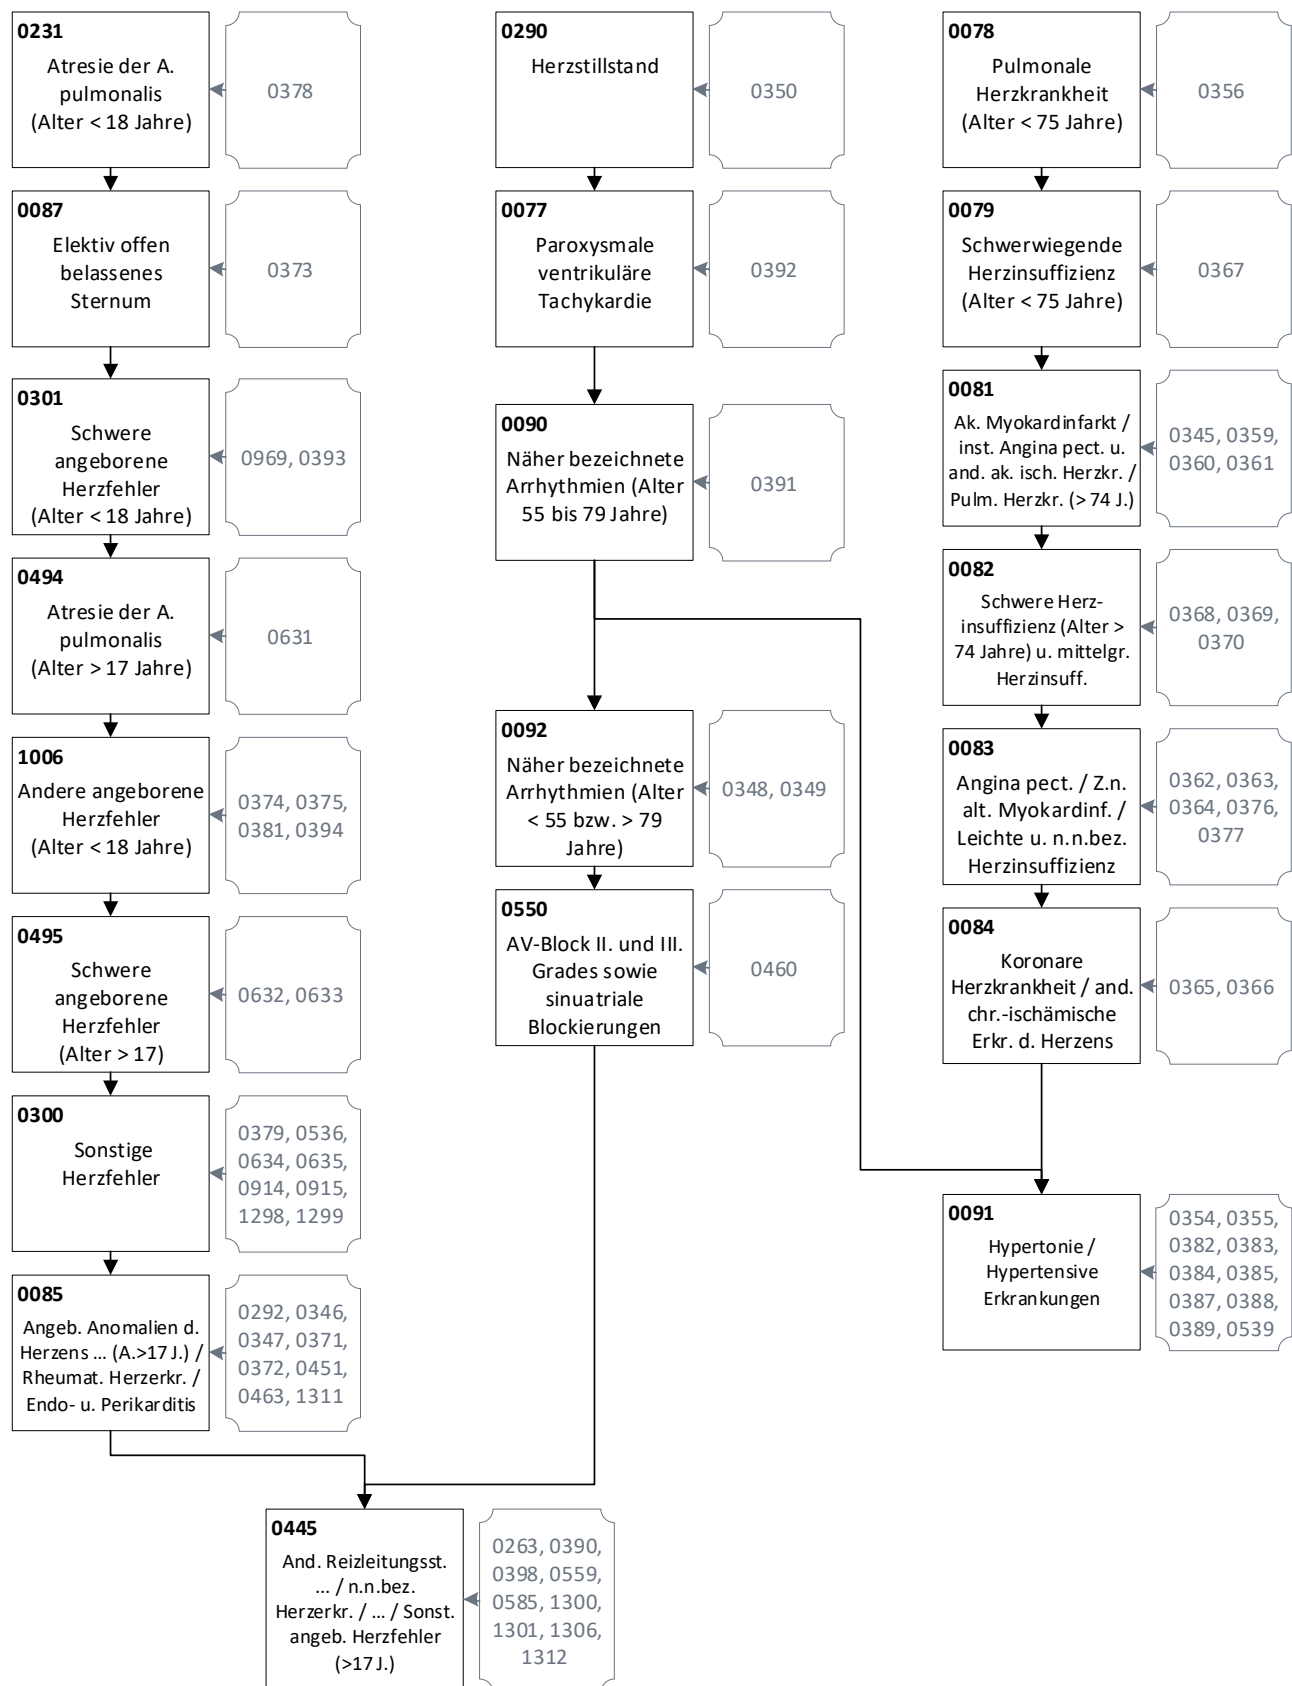 0231
Atresie der A.
pulmonalis
(Alter < 18 Jahre)
0378
0087
Elektiv offen
belassenes
Sternum
0373
0301
Schwere
angeborene
Herzfehler
(Alter < 18 Jahre)
0969, 0393
0494
Atresie der A.
pulmonalis
(Alter > 17 Jahre)
0631
1006
Andere angeborene
Herzfehler
(Alter < 18 Jahre)
0374, 0375,
0381, 0394
0495
Schwere
angeborene
Herzfehler
(Alter > 17)
0632, 0633
0300
Sonstige
Herzfehler
0379, 0536,
0634, 0635,
0914, 0915,
1298, 1299
0085
Angeb. Anomalien d.
Herzens ... (A.>17 J.) /
Rheumat. Herzerkr. /
Endo- u. Perikarditis
0292, 0346,
0347, 0371,
0372, 0451,
0463, 1311
0290
Herzstillstand
0350
0077
Paroxysmale
ventrikuläre
Tachykardie
0392
0090
Näher bezeichnete
Arrhythmien (Alter
55 bis 79 Jahre)
0391
0092
Näher bezeichnete
Arrhythmien (Alter
< 55 bzw. > 79
Jahre)
0348, 0349
0550
AV-Block II. und III.
Grades sowie
sinuatriale
Blockierungen
0460
0445
And. Reizleitungsst.
... / n.n.bez.
Herzerkr. / ... / Sonst.
angeb. Herzfehler
(>17 J.)
0263, 0390,
0398, 0559,
0585, 1300,
1301, 1306,
1312
0078
Pulmonale
Herzkrankheit
(Alter < 75 Jahre)
0356
0079
Schwerwiegende
Herzinsuffizienz
(Alter < 75 Jahre)
0367
0081
Ak. Myokardinfarkt /
inst. Angina pect. u.
and. ak. isch. Herzkr. /
Pulm. Herzkr. (> 74 J.)
0345, 0359,
0360, 0361
0082
Schwere Herz-
insuffizienz (Alter >
74 Jahre) u. mittelgr.
Herzinsuff.
0368, 0369,
0370
0083
Angina pect. / Z.n.
alt. Myokardinf. /
Leichte u. n.n.bez.
Herzinsuffizienz
0362, 0363,
0364, 0376,
0377
0084
Koronare
Herzkrankheit / and.
chr.-ischämische
Erkr. d. Herzens
0365, 0366
0091
Hypertonie /
Hypertensive
Erkrankungen
0354, 0355,
0382, 0383,
0384, 0385,
0387, 0388,
0389, 0539